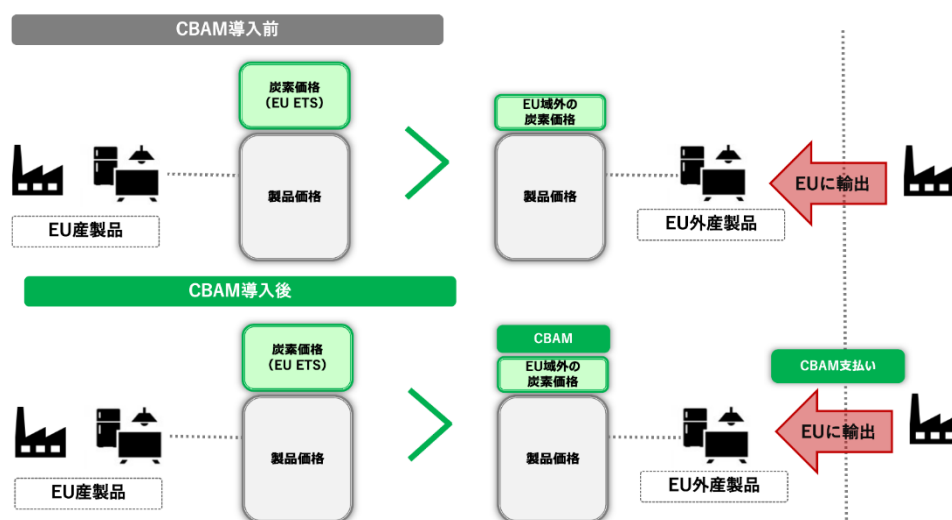 CBAM導入前
炭素価格
(EU ETS)
EU域外の
炭素価格
製品価格
製品価格
EUに輸出
EU産製品
EU外産製品
CBAM導入後
炭素価格
(EU ETS)
CBAM
EU域外の
炭素価格
CBAM支払い
製品価格
製品価格
EUに輸出
EU産製品
EU外産製品